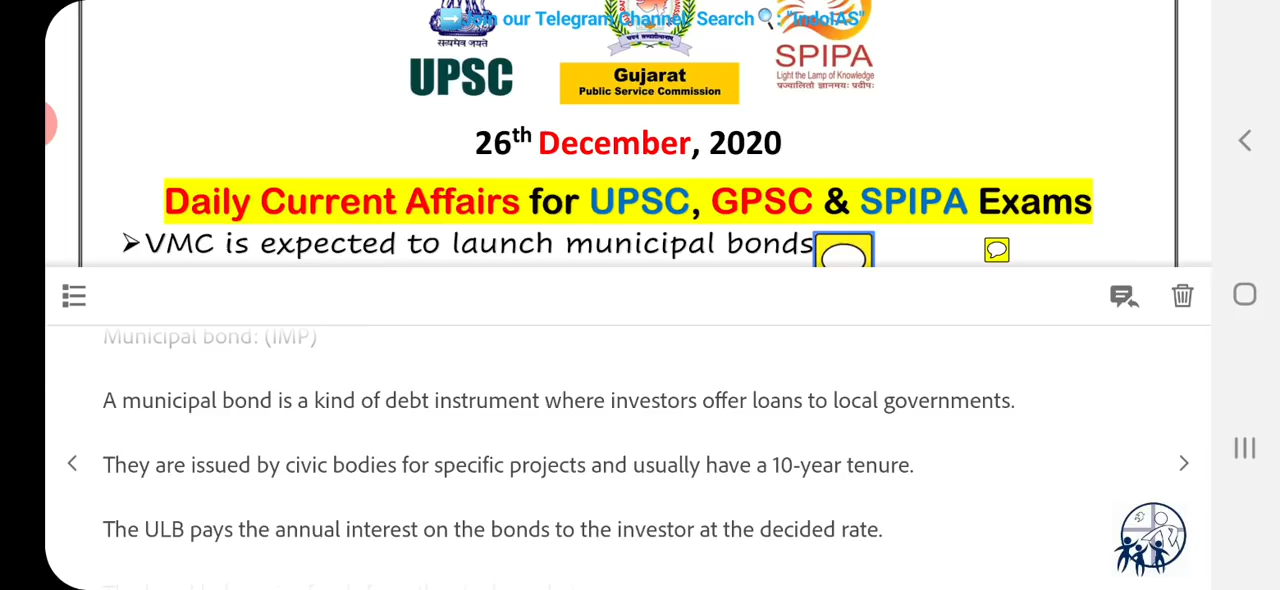 ➡Join our Telegram Channel, Search🔍: "IndoIAS"
सत्यमेव जयते
UPSC
Gujarat
Public Service Commission
SPIPA
Light the Lamp of Knowledge
प्रज्वालितो ज्ञानमयः प्रदीपः
26th December, 2020
Daily Current Affairs for UPSC, GPSC & SPIPA Exams
➢VMC is expected to launch municipal bonds
Municipal bond: (IMP)
A municipal bond is a kind of debt instrument where investors offer loans to local governments.
They are issued by civic bodies for specific projects and usually have a 10-year tenure.
The ULB pays the annual interest on the bonds to the investor at the decided rate.